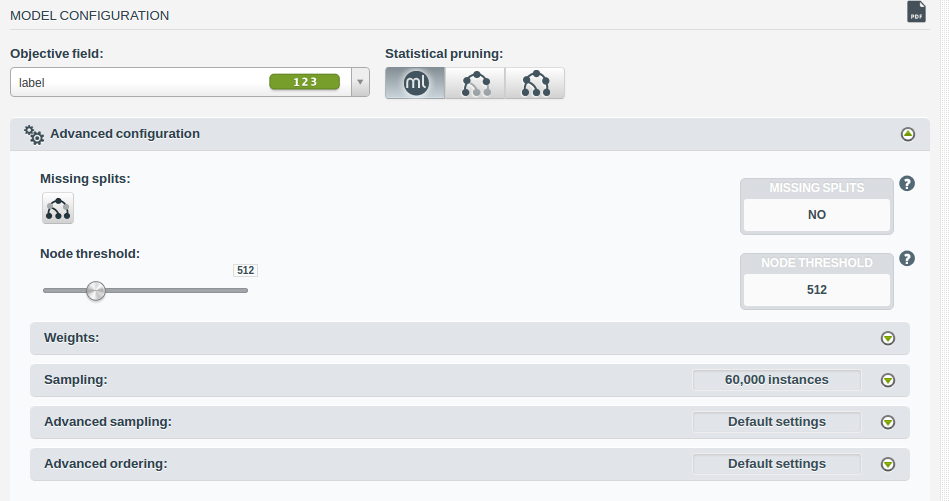 MODEL CONFIGURATION
PDF
Objective field:
Statistical pruning:
label
123
ml
Advanced configuration
Missing splits:
MISSING SPLITS
?
NO
Node threshold:
512
NODE THRESHOLD
?
512
Weights:
Sampling:
60,000 instances
Advanced sampling:
Default settings
Advanced ordering:
Default settings